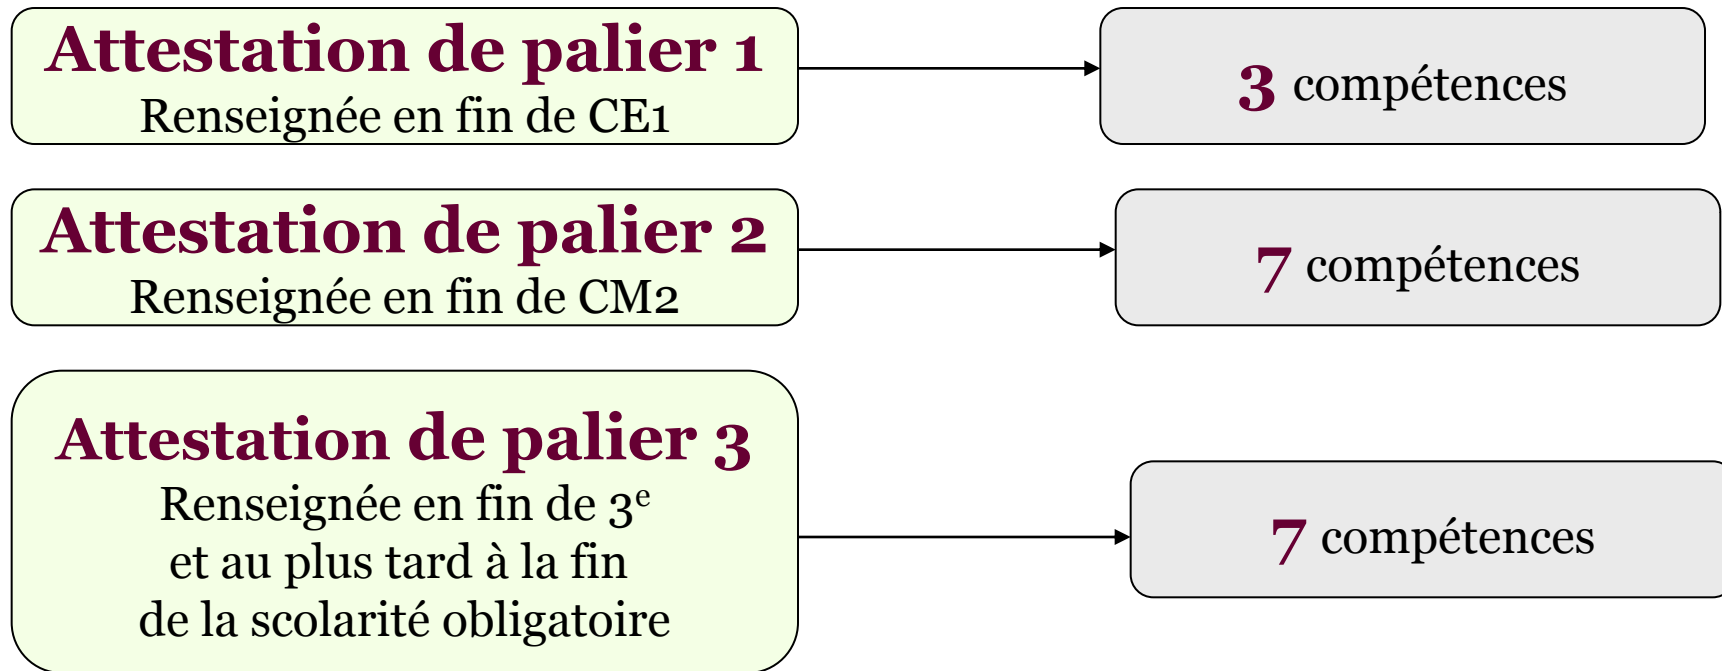 Attestation de palier 1
Renseignée en fin de CE1
3 compétences
Attestation de palier 2
Renseignée en fin de CM2
7 compétences
Attestation de palier 3
Renseignée en fin de 3e
et au plus tard à la fin
de la scolarité obligatoire
7 compétences